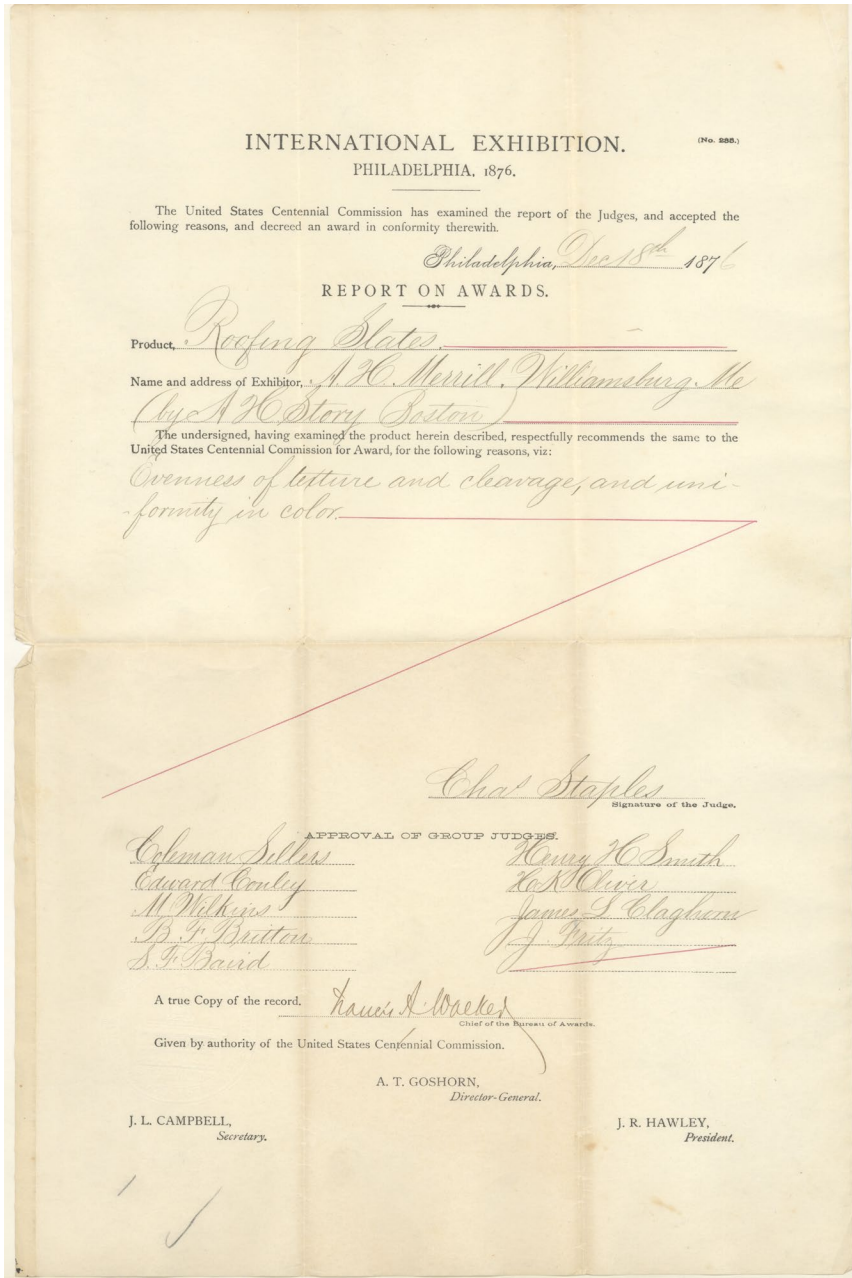 INTERNATIONAL EXHIBITION.
(No. 235.)
PHILADELPHIA, 1876.
The United States Centennial Commission has examined the report of the Judges, and accepted the
following reasons, and decreed an award in conformity therewith.
Philadelphia, Dec 18th 1876
REPORT ON AWARDS.
Product, Roofing Slates.
Name and address of Exhibitor, A. H. Merrill. Williamsburg. Me
(by A H Story Boston)
The undersigned, having examined the product herein described, respectfully recommends the same to the
United States Centennial Commission for Award, for the following reasons, viz:
Evenness of texture and cleavage, and uni-
-formity in color.
Chas Staples
Signature of the Judge.
APPROVAL OF GROUP JUDGES.
Coleman Sellers Henry H Smith
Edward Conley H K Oliver
M. Wilkins James L Claghorn
B. F. Britton J. Fritz
S. F. Baird
A true Copy of the record. Francis A. Walker
Chief of the Bureau of Awards.
Given by authority of the United States Centennial Commission.
A. T. GOSHORN,
Director-General.
J. L. CAMPBELL, J. R. HAWLEY,
Secretary. President.